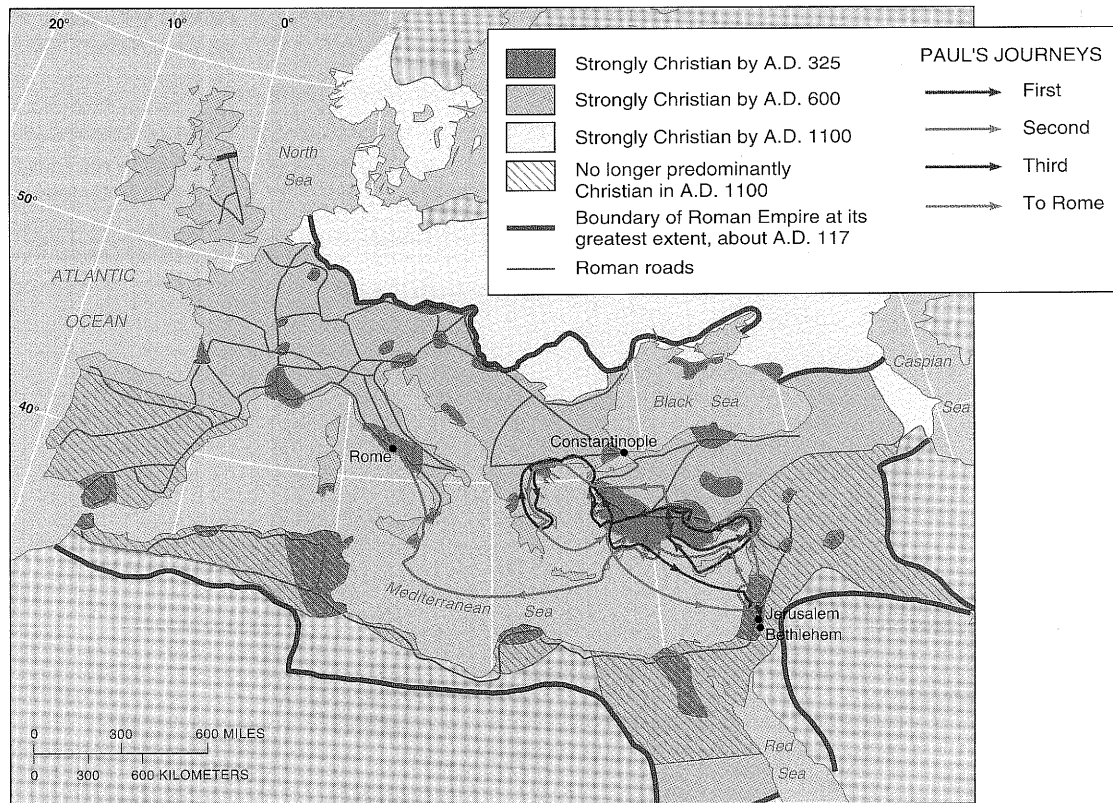 20°
10°
0°
50°
40°
North
Sea
ATLANTIC
OCEAN
Strongly Christian by A.D. 325
Strongly Christian by A.D. 600
Strongly Christian by A.D. 1100
No longer predominantly
Christian in A.D. 1100
Boundary of Roman Empire at its
greatest extent, about A.D. 117
Roman roads
PAUL'S JOURNEYS
First
Second
Third
To Rome
Caspian
Sea
Black Sea
Constantinople
Rome
Mediterranean Sea
Jerusalem
Bethlehem
Red
Sea
0 300 600 MILES
0 300 600 KILOMETERS